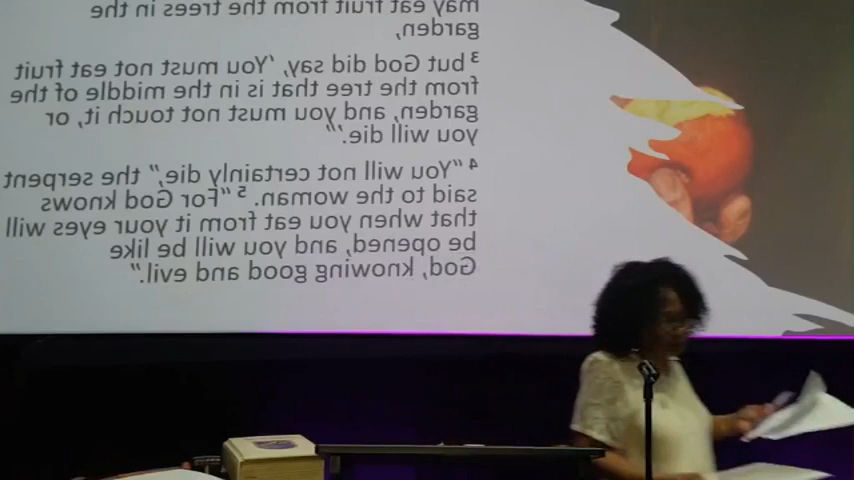 may eat fruit from the trees in the
garden,
3 but God did say, 'You must not eat fruit
from the tree that is in the middle of the
garden, and you must not touch it, or
you will die.'"
4 "You will not certainly die," the serpent
said to the woman. 5 "For God knows
that when you eat from it your eyes will
be opened, and you will be like
God, knowing good and evil."